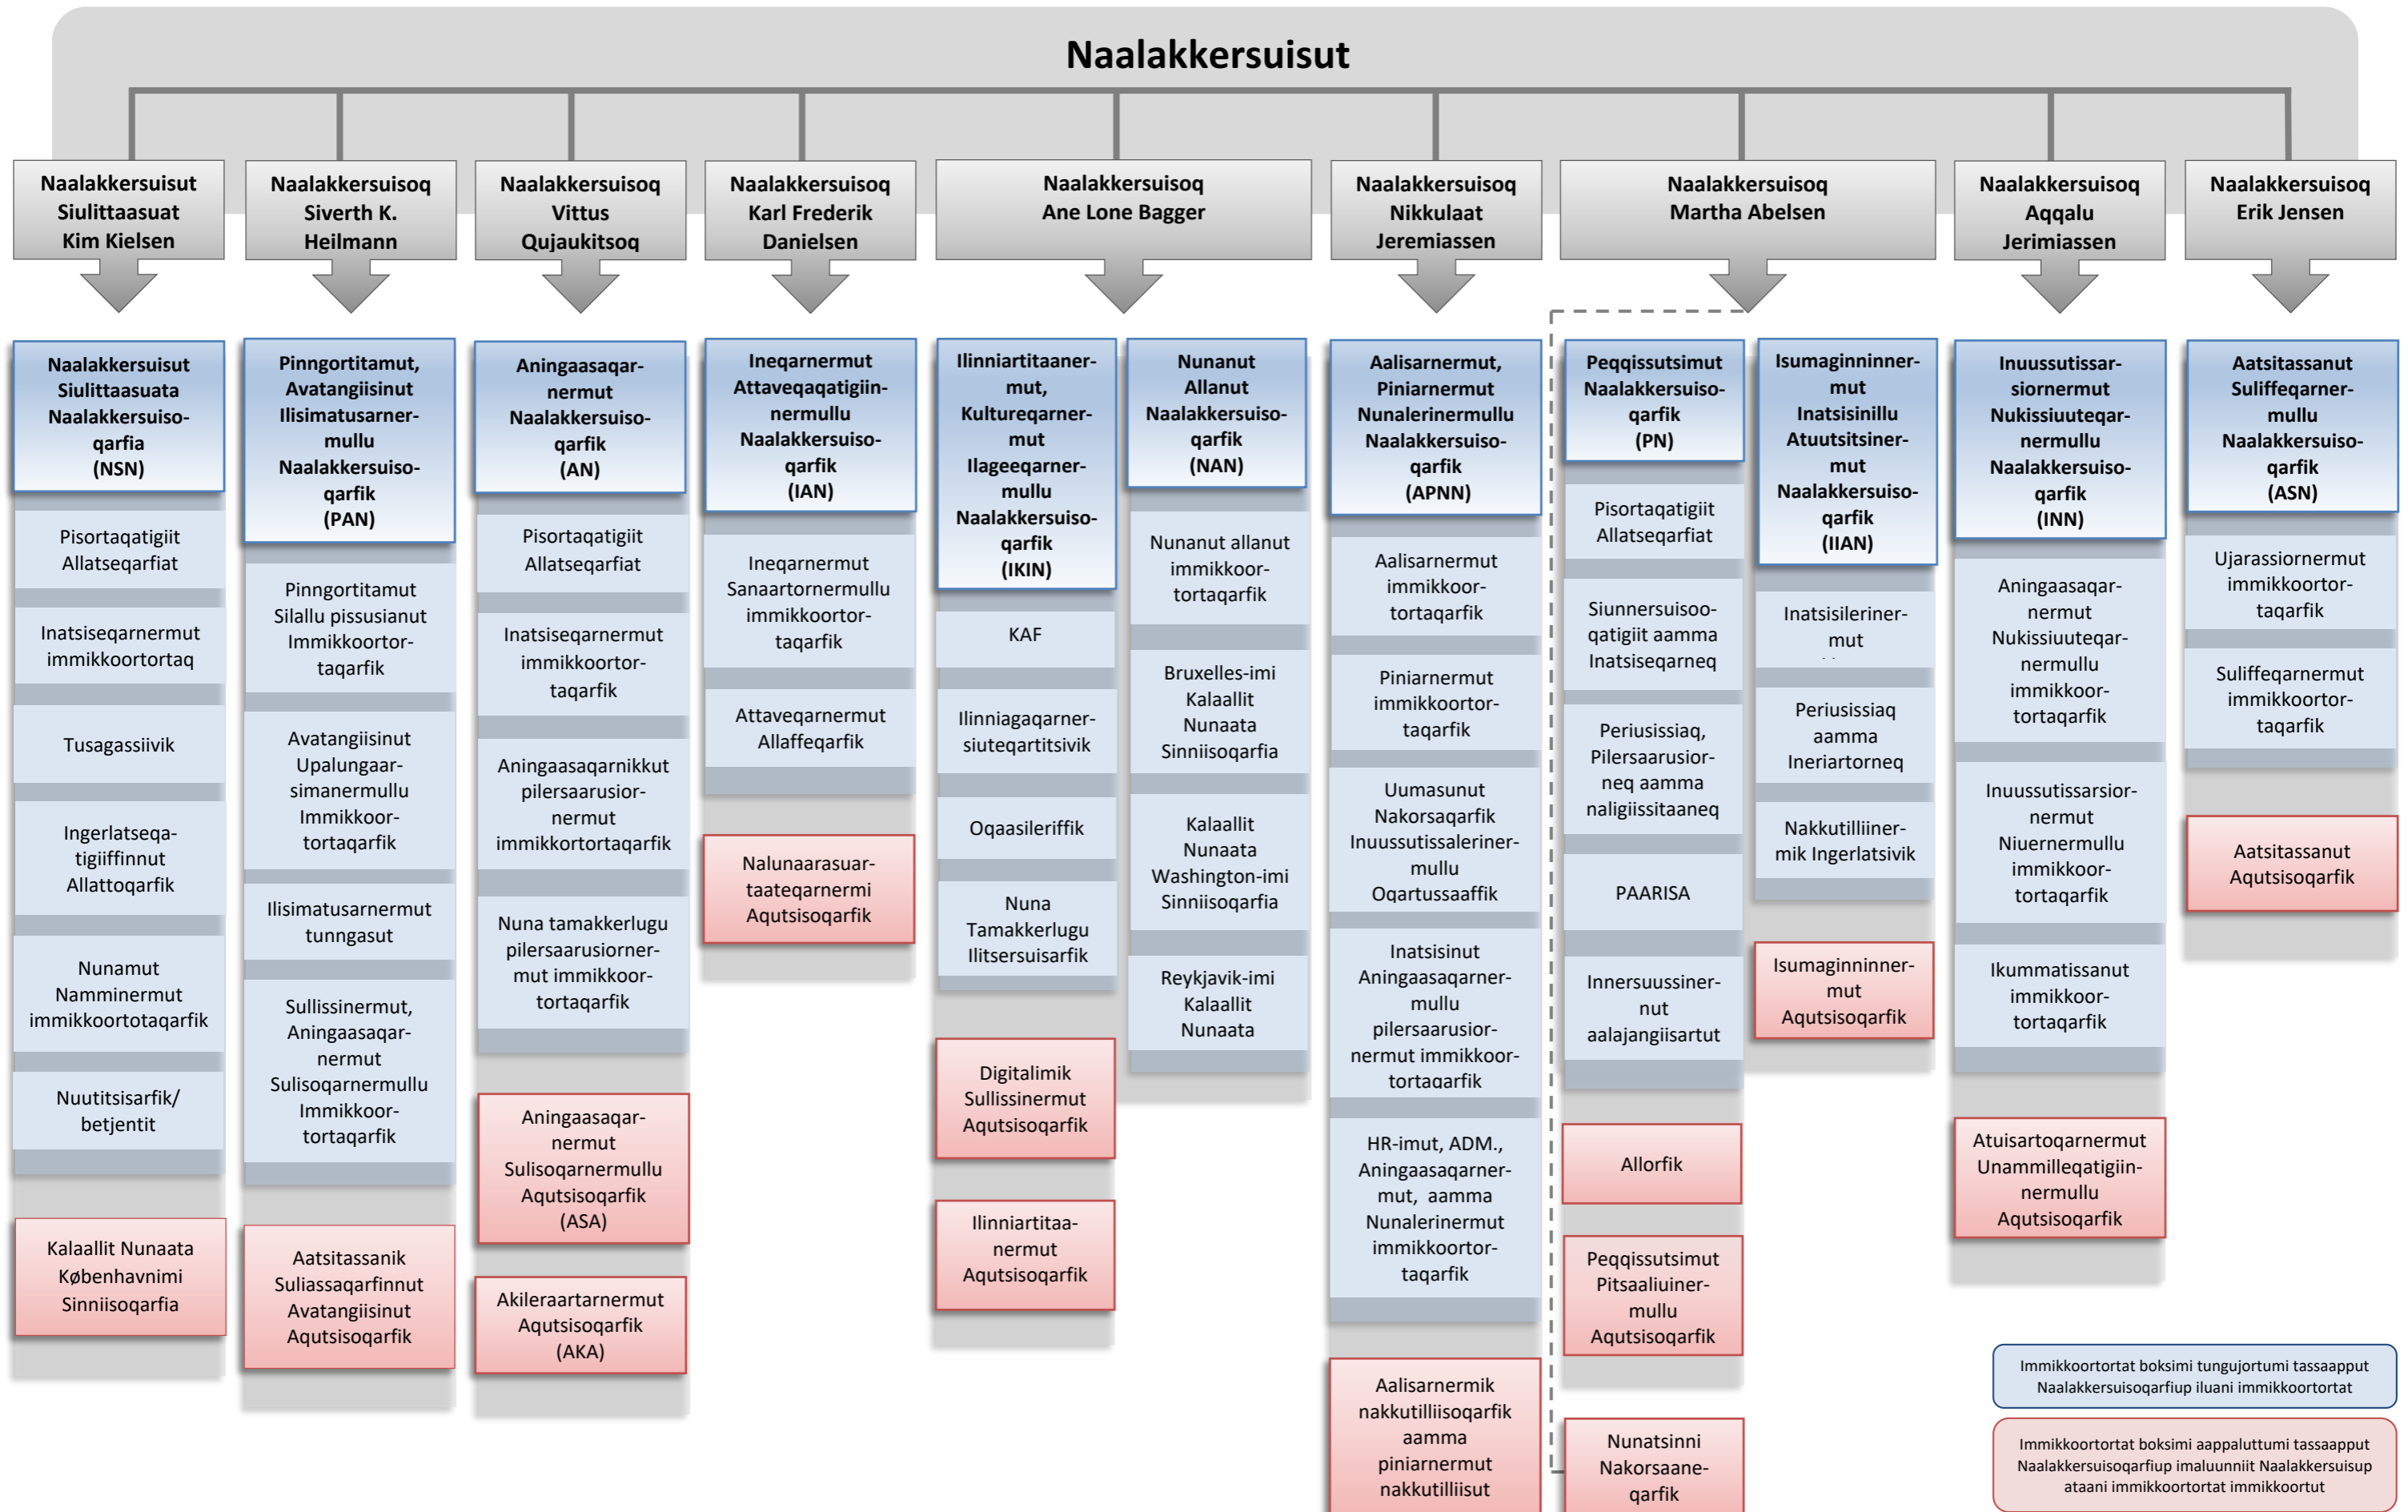 Naalakkersuisut
Naalakkersuisut
Siulittaasuat
Kim Kielsen
Naalakkersuisoq
Siverth K.
Heilmann
Naalakkersuisoq
Vittus
Qujaukitsoq
Naalakkersuisoq
Karl Frederik
Danielsen
Naalakkersuisoq
Ane Lone Bagger
Naalakkersuisoq
Nikkulaat
Jeremiassen
Naalakkersuisoq
Martha Abelsen
Naalakkersuisoq
Aqqalu
Jerimiassen
Naalakkersuisoq
Erik Jensen
Naalakkersuisut
Siulittaasuata
Naalakkersuiso-
qarfia
(NSN)
Pisortaqatigiit
Allatseqarfiat
Inatsiseqarnermut
immikkoortortaq
Tusagassiivik
Ingerlatseqa-
tigiiffinnut
Allattoqarfik
Nunamut
Namminermut
immikkoortotaqarfik
Nuutitsisarfik/
betjentit
Kalaallit Nunaata
Københavnimi
Sinniisoqarfia
Pinngortitamut,
Avatangiisinut
Ilisimatusarner-
mullu
Naalakkersuiso-
qarfik
(PAN)
Pinngortitamut
Silallu pissusianut
Immikkoortor-
taqarfik
Avatangiisinut
Upalungaar-
simanermullu
Immikkoor-
tortaqarfik
Ilisimatusarnermut
tunngasut
Sullissinermut,
Aningaasaqar-
nermut
Sulisoqarnermullu
Immikkoor-
tortaqarfik
Aatsitassanik
Suliassaqarfinnut
Avatangiisinut
Aqutsisoqarfik
Aningaasaqar-
nermut
Naalakkersuiso-
qarfik
(AN)
Pisortaqatigiit
Allatseqarfiat
Inatsiseqarnermut
immikkoortor-
taqarfik
Aningaasaqarnikkut
pilersaarusior-
nermut
immikkortortaqarfik
Nuna tamakkerlugu
pilersaarusiorner-
mut immikkoor-
tortaqarfik
Aningaasaqar-
nermut
Sulisoqarnermullu
Aqutsisoqarfik
(ASA)
Akileraartarnermut
Aqutsisoqarfik
(AKA)
Ineqarnermut
Attaveqaqatigiin-
nermullu
Naalakkersuiso-
qarfik
(IAN)
Ineqarnermut
Sanaartornermullu
immikkoortor-
taqarfik
Attaveqarnermut
Allaffeqarfik
Nalunaarasuar-
taateqarnermi
Aqutsisoqarfik
Ilinniartitaaner-
mut,
Kultureqarner-
mut
Ilageeqarner-
mullu
Naalakkersuiso-
qarfik
(IKIN)
KAF
Ilinniagaqarner-
siuteqartitsivik
Oqaasileriffik
Nuna
Tamakkerlugu
Ilitsersuisarfik
Digitalimik
Sullissinermut
Aqutsisoqarfik
Ilinniartitaa-
nermut
Aqutsisoqarfik
Nunanut
Allanut
Naalakkersuiso-
qarfik
(NAN)
Nunanut allanut
immikkoor-
tortaqarfik
Bruxelles-imi
Kalaallit
Nunaata
Sinniisoqarfia
Kalaallit
Nunaata
Washington-imi
Sinniisoqarfia
Reykjavik-imi
Kalaallit
Nunaata
Aalisarnermut,
Piniarnermut
Nunalerinermullu
Naalakkersuiso-
qarfik
(APNN)
Aalisarnermut
immikkoor-
tortaqarfik
Piniarnermut
immikkoortor-
taqarfik
Uumasunut
Nakorsaqarfik
Inuussutissaleriner-
mullu
Oqartussaaffik
Inatsisinut
Aningaasaqarner-
mullu
pilersaarusior-
nermut immikkoor-
tortaqarfik
HR-imut, ADM.,
Aningaasaqarner-
mut, aamma
Nunalerinermut
immikkoortor-
taqarfik
Aalisarnermik
nakkutilliisoqarfik
aamma
piniarnermut
nakkutilliisut
Peqqissutsimut
Naalakkersuiso-
qarfik
(PN)
Pisortaqatigiit
Allatseqarfiat
Siunnersuisoo-
qatigiit aamma
Inatsiseqarneq
Periusissiaq,
Pilersaarusior-
neq aamma
naligiissitaaneq
PAARISA
Innersuussiner-
nut
aalajangiisartut
Allorfik
Peqqissutsimut
Pitsaaliuiner-
mullu
Aqutsisoqarfik
Nunatsinni
Nakorsaane-
qarfik
Isumaginninner-
mut
Inatsisinillu
Atuutsitsiner-
mut
Naalakkersuiso-
qarfik
(IIAN)
Inatsisileriner-
mut
Periusissiaq
aamma
Ineriartorneq
Nakkutilliiner-
mik Ingerlatsivik
Isumaginninner-
mut
Aqutsisoqarfik
Inuussutissar-
siornermut
Nukissiuuteqar-
nermullu
Naalakkersuiso-
qarfik
(INN)
Aningaasaqar-
nermut
Nukissiuuteqar-
nermullu
immikkoor-
tortaqarfik
Inuussutissarsior-
nermut
Niuernermullu
immikkoor-
tortaqarfik
Ikummatissanut
immikkoor-
tortaqarfik
Atuisartoqarnermut
Unammilleqatigiin-
nermullu
Aqutsisoqarfik
Aatsitassanut
Suliffeqarner-
mullu
Naalakkersuiso-
qarfik
(ASN)
Ujarassiornermut
immikkoortor-
taqarfik
Suliffeqarnermut
immikkoortor-
taqarfik
Aatsitassanut
Aqutsisoqarfik
Immikkoortortat boksimi tungujortumi tassaapput
Naalakkersuisoqarfiup iluani immikkoortortat
Immikkoortortat boksimi aappaluttumi tassaapput
Naalakkersuisoqarfiup imaluunniit Naalakkersuisup
ataani immikkoortortat immikkoortut